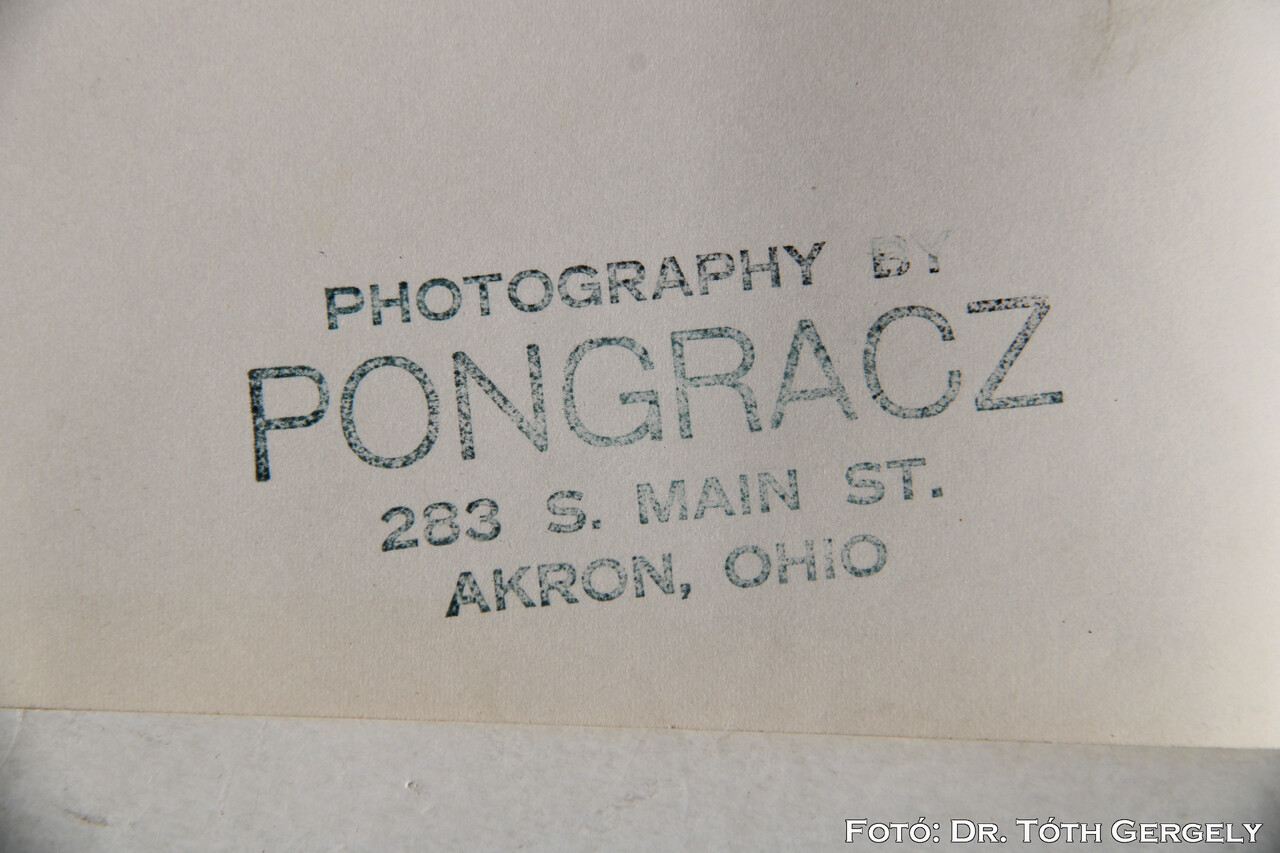 PHOTOGRAPHY BY
PONGRACZ
283 S. MAIN ST.
AKRON, OHIO
FOTÓ: DR. TÓTH GERGELY